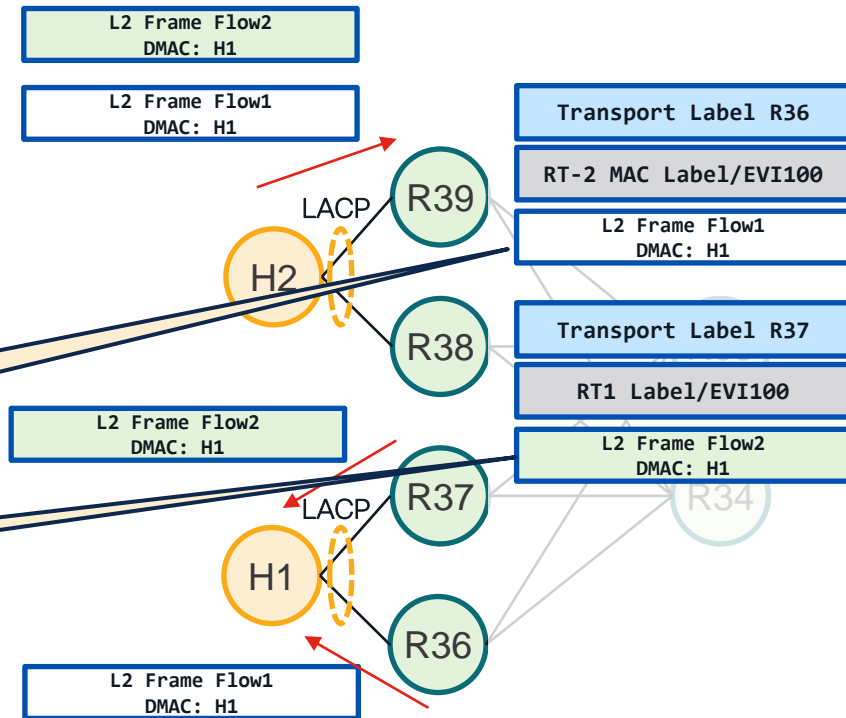 L2 Frame Flow2
DMAC: H1
L2 Frame Flow1
DMAC: H1
Transport Label R36
RT-2 MAC Label/EVI100
L2 Frame Flow1
DMAC: H1
R39
LACP
H2
R38
Transport Label R37
RT1 Label/EVI100
L2 Frame Flow2
DMAC: H1
L2 Frame Flow2
DMAC: H1
R37
R34
LACP
H1
R36
L2 Frame Flow1
DMAC: H1